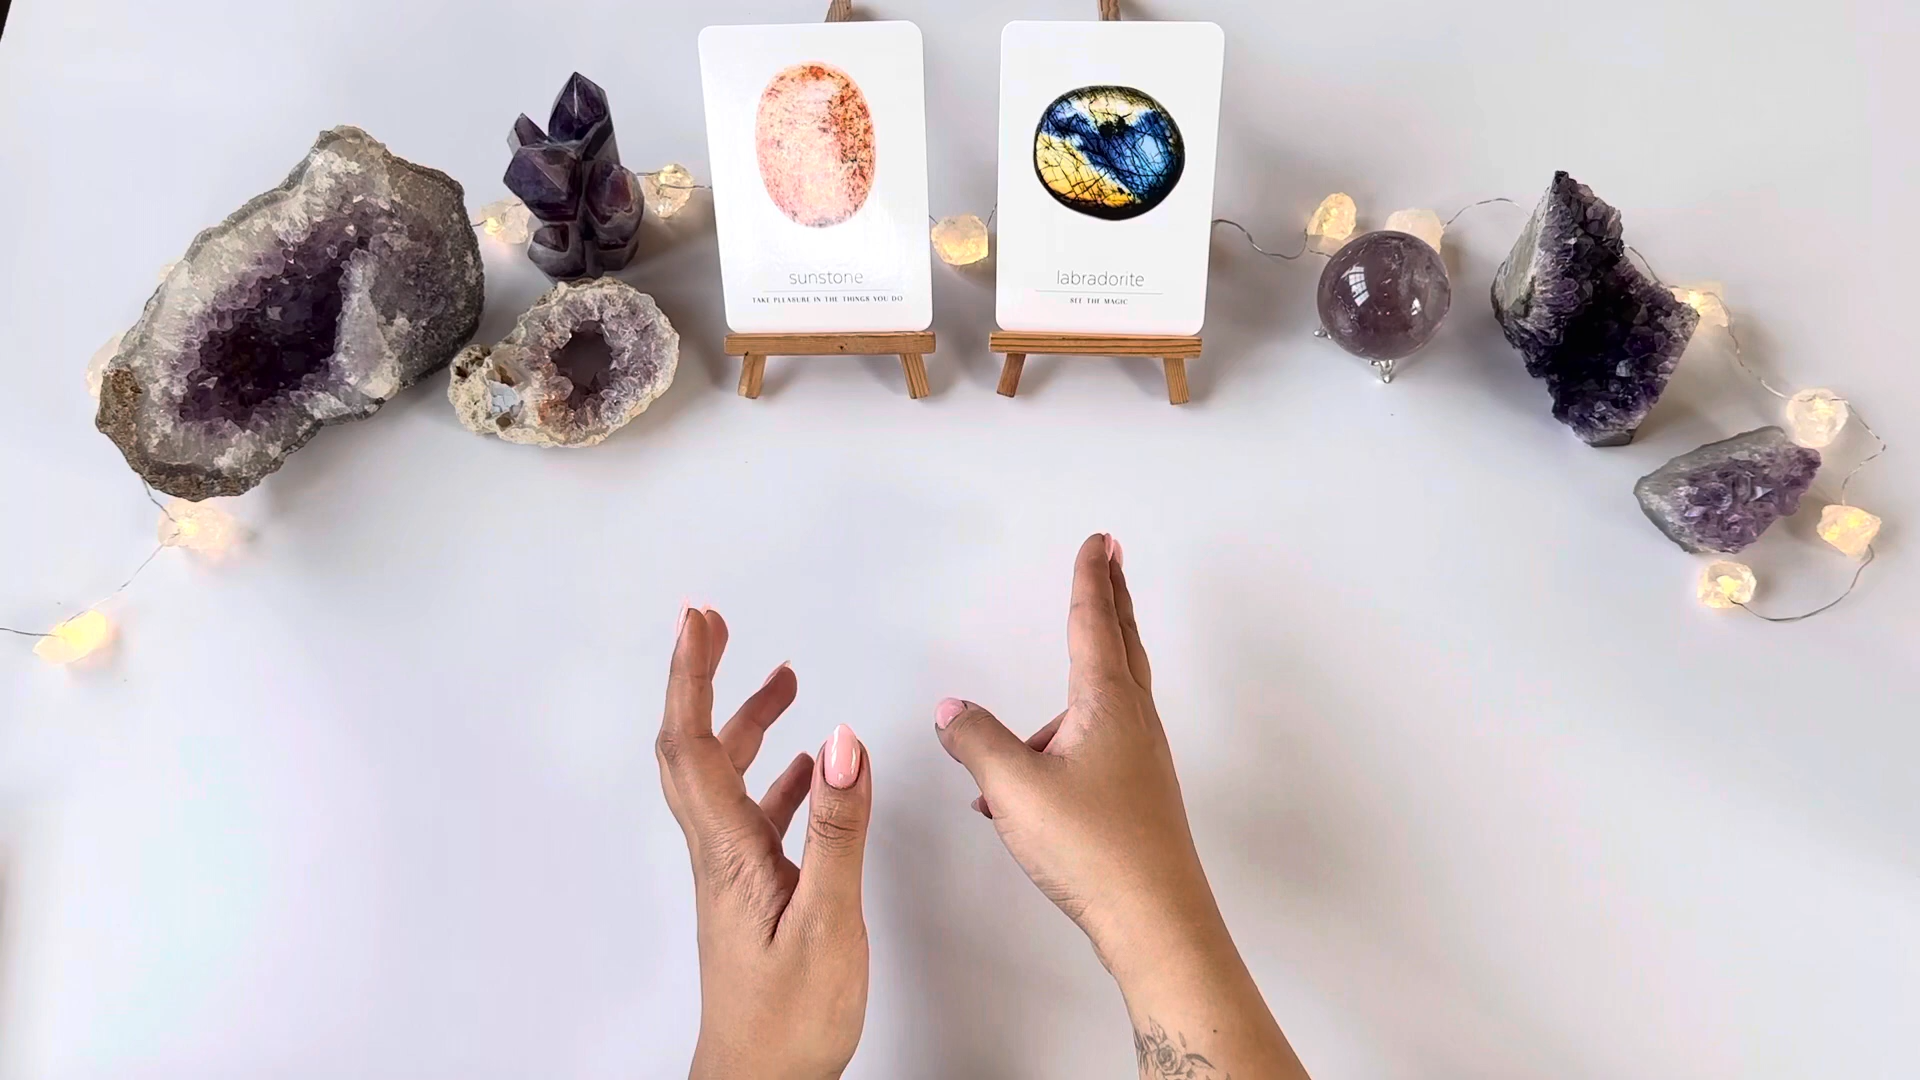 sunstone
TAKE PLEASURE IN THE THINGS YOU DO
labradorite
SEE THE MAGIC